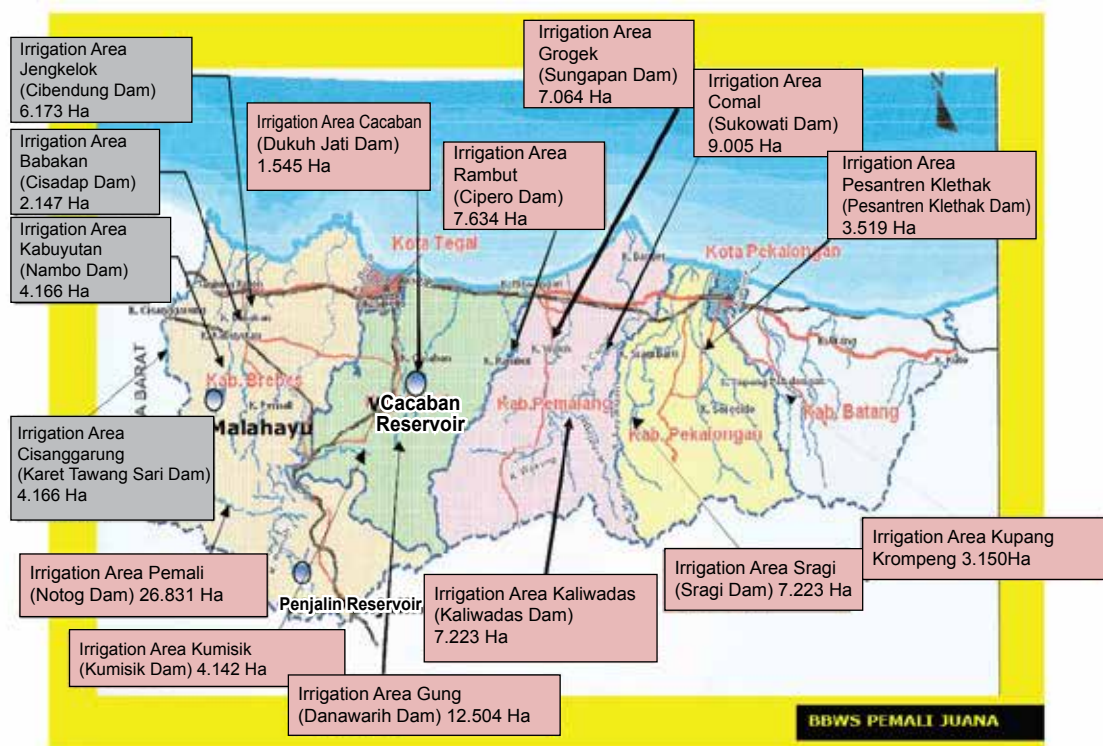 Irrigation Area
Jengkelok
(Cibendung Dam)
6.173 Ha
Irrigation Area
Babakan
(Cisadap Dam)
2.147 Ha
Irrigation Area
Kabuyutan
(Nambo Dam)
4.166 Ha
Irrigation Area Cacaban
(Dukuh Jati Dam)
1.545 Ha
Irrigation Area
Rambut
(Cipero Dam)
7.634 Ha
Irrigation Area
Grogek
(Sungapan Dam)
7.064 Ha
Irrigation Area
Comal
(Sukowati Dam)
9.005 Ha
Irrigation Area
Pesantren Klethak
(Pesantren Klethak Dam)
3.519 Ha
N
Kota Tegal
Kota Pekalongan
K. Cisanggarung
BARAT
Kab. Brebes
K. Pemali
Malahayu
Cacaban
Reservoir
K. Rambut
Kab. Pemalang
Kab. Pekalongan
Kab. Batang
Irrigation Area
Cisanggarung
(Karet Tawang Sari Dam)
4.166 Ha
Irrigation Area Pemali
(Notog Dam) 26.831 Ha
Penjalin Reservoir
Irrigation Area Kumisik
(Kumisik Dam) 4.142 Ha
Irrigation Area Gung
(Danawarih Dam) 12.504 Ha
Irrigation Area Kaliwadas
(Kaliwadas Dam)
7.223 Ha
Irrigation Area Sragi
(Sragi Dam) 7.223 Ha
Irrigation Area Kupang
Krompeng 3.150Ha
BBWS PEMALI JUANA